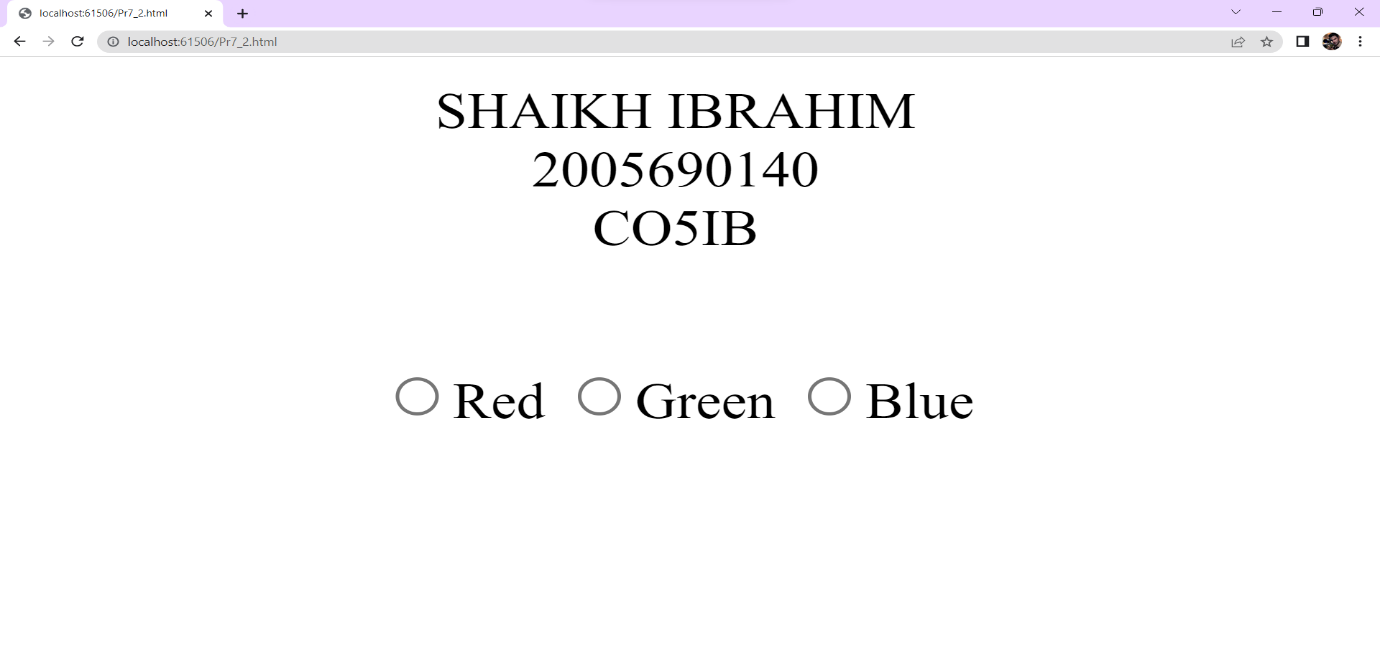 localhost:61506/Pr7_2.html
localhost:61506/Pr7_2.html
SHAIKH IBRAHIM
2005690140
CO5IB
Red Green Blue